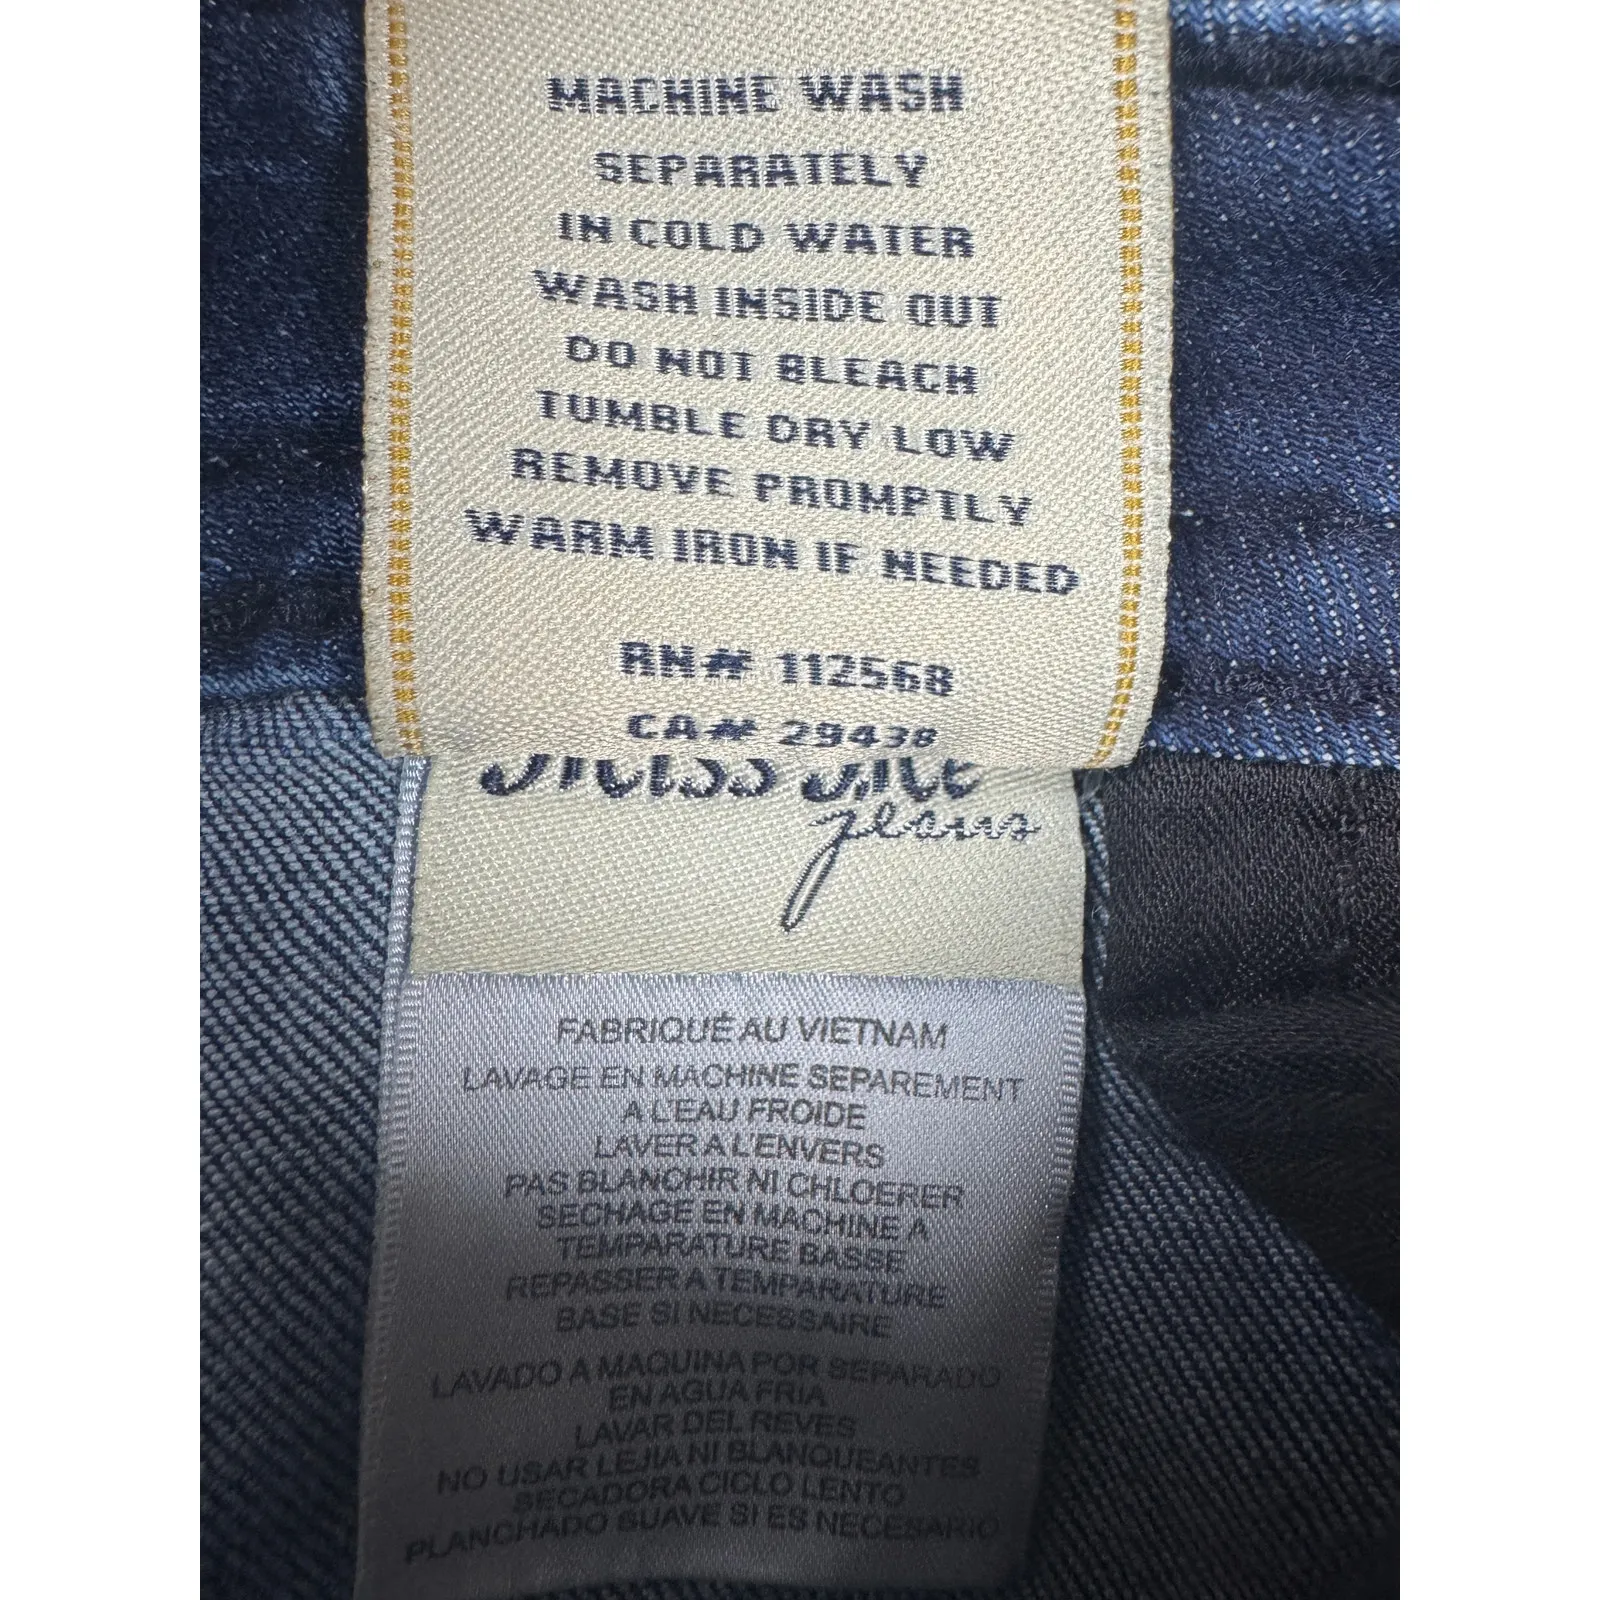 MACHINE WASH
SEPARATELY
IN COLD WATER
WASH INSIDE OUT
DO NOT BLEACH
TUMBLE DRY LOW
REMOVE PROMPTLY
WARM IRON IF NEEDED
RN# 112568
CA# 29438
Miss Me
Jeans
FABRIQUÉ AU VIETNAM
LAVAGE EN MACHINE SEPAREMENT
A L'EAU FROIDE
LAVER A L'ENVERS
PAS BLANCHIR NI CHLOERER
SECHAGE EN MACHINE A
TEMPARATURE BASSE
REPASSER A TEMPARATURE
BASE SI NECESSAIRE
LAVADO A MAQUINA POR SEPARADO
EN AGUA FRIA
LAVAR DEL REVES
NO USAR LEJIA NI BLANQUEANTES
SECADORA CICLO LENTO
PLANCHADO SUAVE SI ES NECESARIO